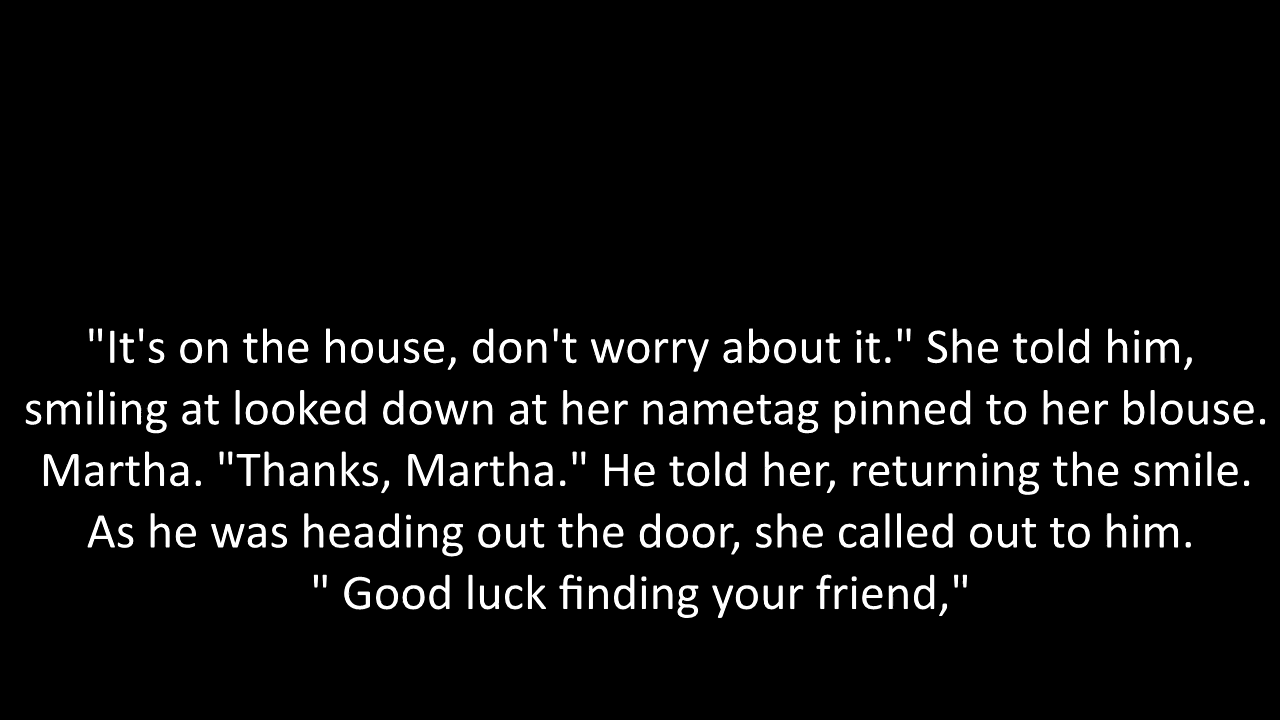 "It's on the house, don't worry about it." She told him,
smiling at looked down at her nametag pinned to her blouse.
Martha. "Thanks, Martha." He told her, returning the smile.
As he was heading out the door, she called out to him.
" Good luck finding your friend,"